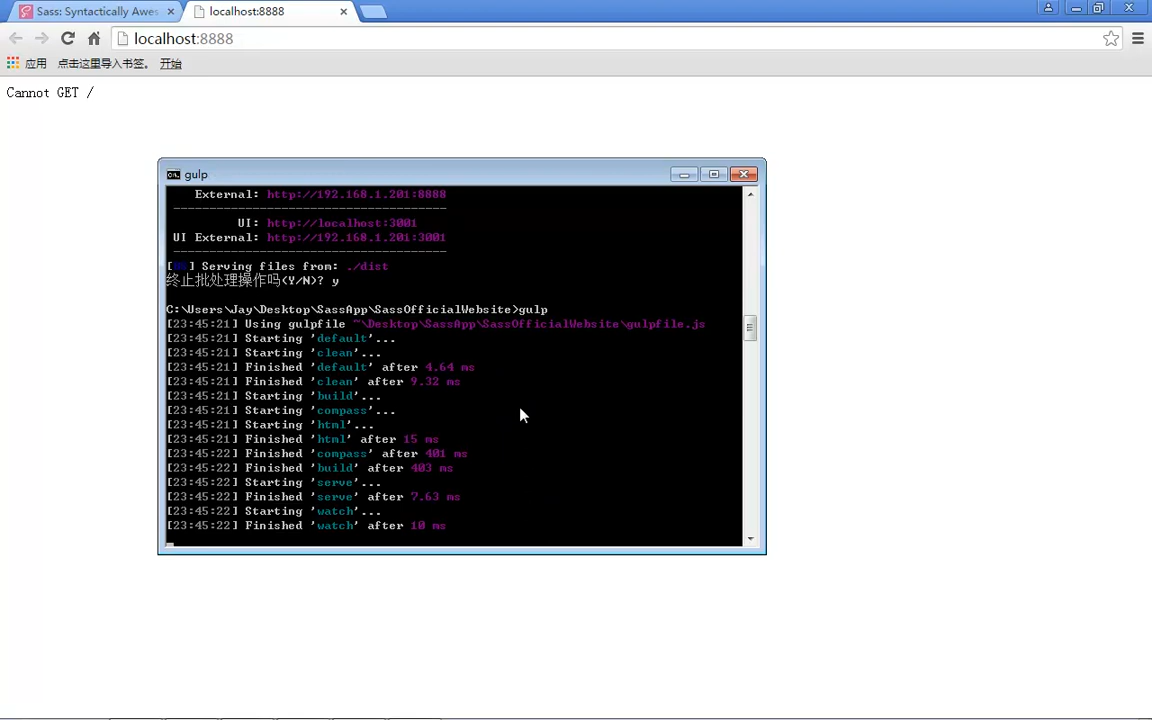 Sass: Syntactically Awes
localhost:8888
localhost:8888
应用 点击这里导入书签。 开始
Cannot GET /
gulp
External: http://192.168.1.201:8888
UI: http://localhost:3001
UI External: http://192.168.1.201:3001
Serving files from: ./dist
终止批处理操作吗(Y/N)? y
C:\Users\Jay\Desktop\SassApp\SassOfficialWebsite>gulp
[23:45:21] Using gulpfile ~\Desktop\SassApp\SassOfficialWebsite\gulpfile.js
[23:45:21] Starting 'default'...
[23:45:21] Starting 'clean'...
[23:45:21] Finished 'default' after 4.64 ms
[23:45:21] Finished 'clean' after 9.32 ms
[23:45:21] Starting 'build'...
[23:45:21] Starting 'compass'...
[23:45:21] Starting 'html'...
[23:45:21] Finished 'html' after 15 ms
[23:45:22] Finished 'compass' after 401 ms
[23:45:22] Finished 'build' after 403 ms
[23:45:22] Starting 'serve'...
[23:45:22] Finished 'serve' after 7.63 ms
[23:45:22] Starting 'watch'...
[23:45:22] Finished 'watch' after 10 ms